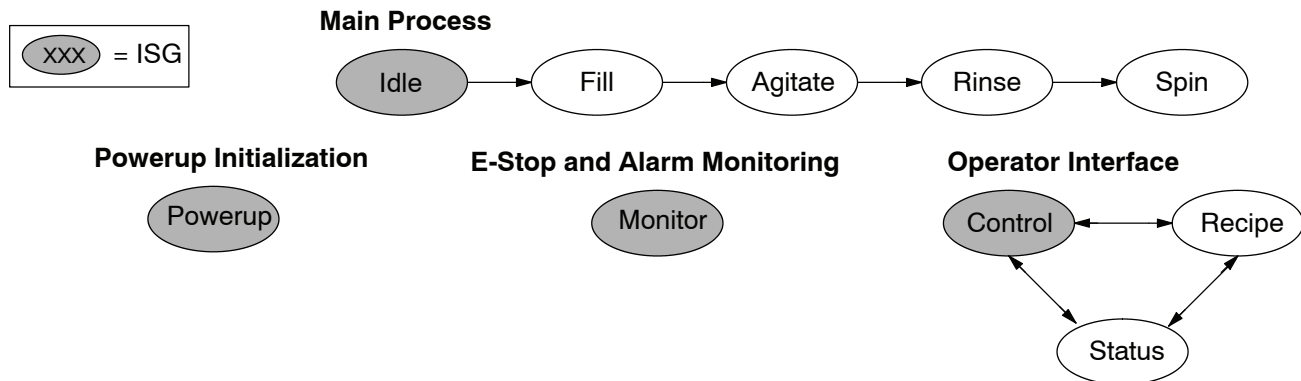 Main Process
XXX = ISG
Idle Fill Agitate Rinse Spin
Powerup Initialization E-Stop and Alarm Monitoring Operator Interface
Powerup Monitor Control Recipe
Status